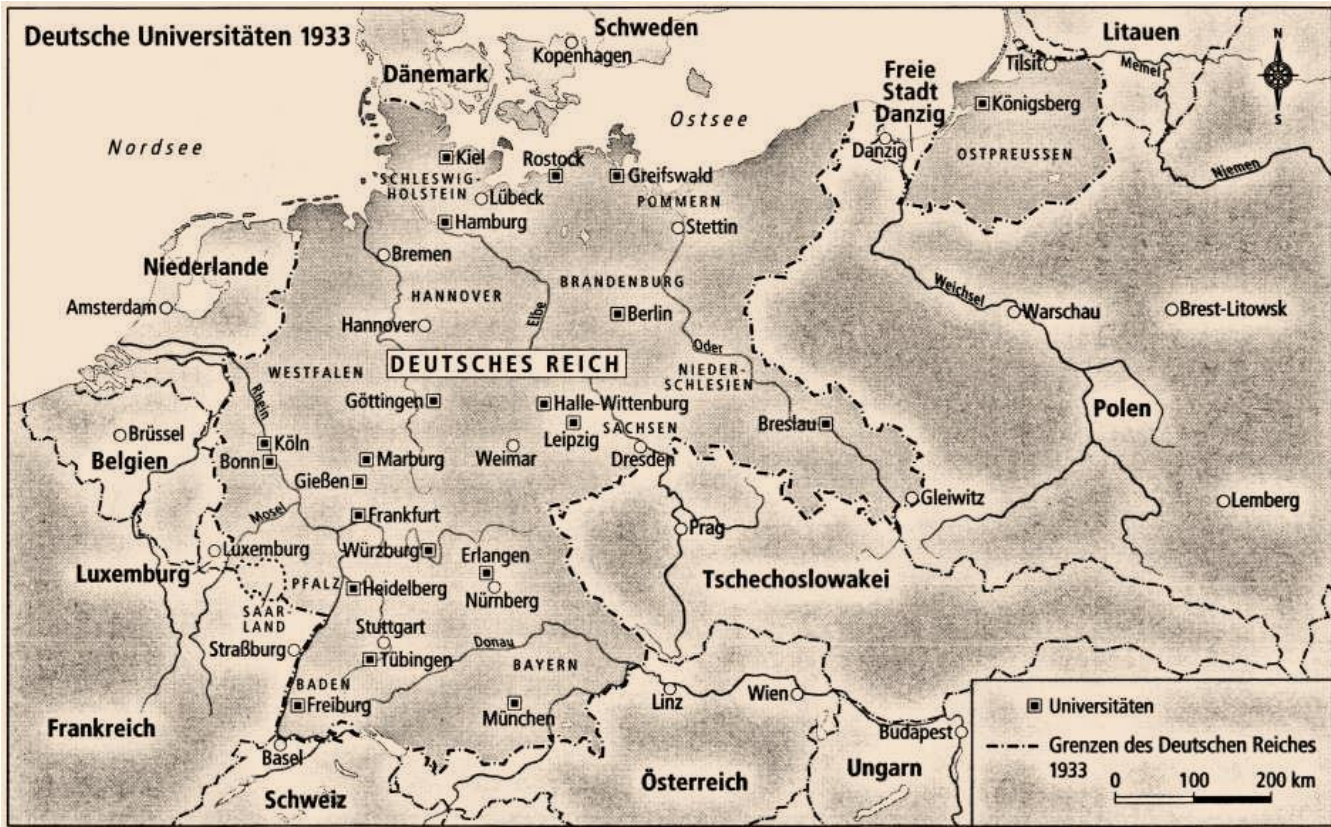 Deutsche Universitäten 1933
Schweden
Kopenhagen
Dänemark
Litauen
N
S
Tilsit
Memel
Freie
Stadt
Danzig
Königsberg
Ostsee
Nordsee
Danzig
OSTPREUSSEN
Njemen
Kiel
Rostock
Greifswald
SCHLESWIG-
HOLSTEIN
Lübeck
POMMERN
Hamburg
Stettin
Bremen
Niederlande
BRANDENBURG
HANNOVER
Weichsel
Amsterdam
Hannover
Elbe
Berlin
Warschau
Brest-Litowsk
Oder
DEUTSCHES REICH
WESTFALEN
NIEDER-
SCHLESIEN
Rhein
Göttingen
Halle-Wittenburg
Polen
Leipzig
SACHSEN
Breslau
Brüssel
Köln
Belgien
Bonn
Marburg
Weimar
Dresden
Gießen
Gleiwitz
Lemberg
Mosel
Frankfurt
Prag
Luxemburg
Würzburg
Erlangen
Luxemburg
PFALZ
Heidelberg
Nürnberg
Tschechoslowakei
SAAR
LAND
Stuttgart
Straßburg
Tübingen
Donau
BAYERN
BADEN
Freiburg
München
Linz
Wien
Frankreich
Budapest
Basel
Österreich
Ungarn
Schweiz
Universitäten
Grenzen des Deutschen Reiches
1933
0 100 200 km